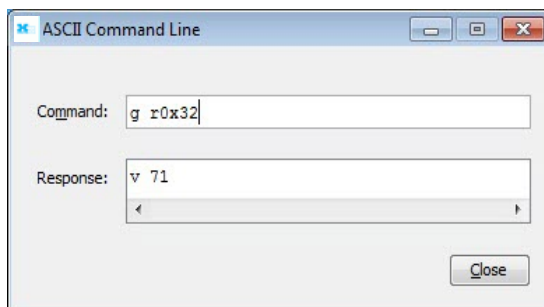 ASCII Command Line
Command: g r0x32
Response: v 71
Close